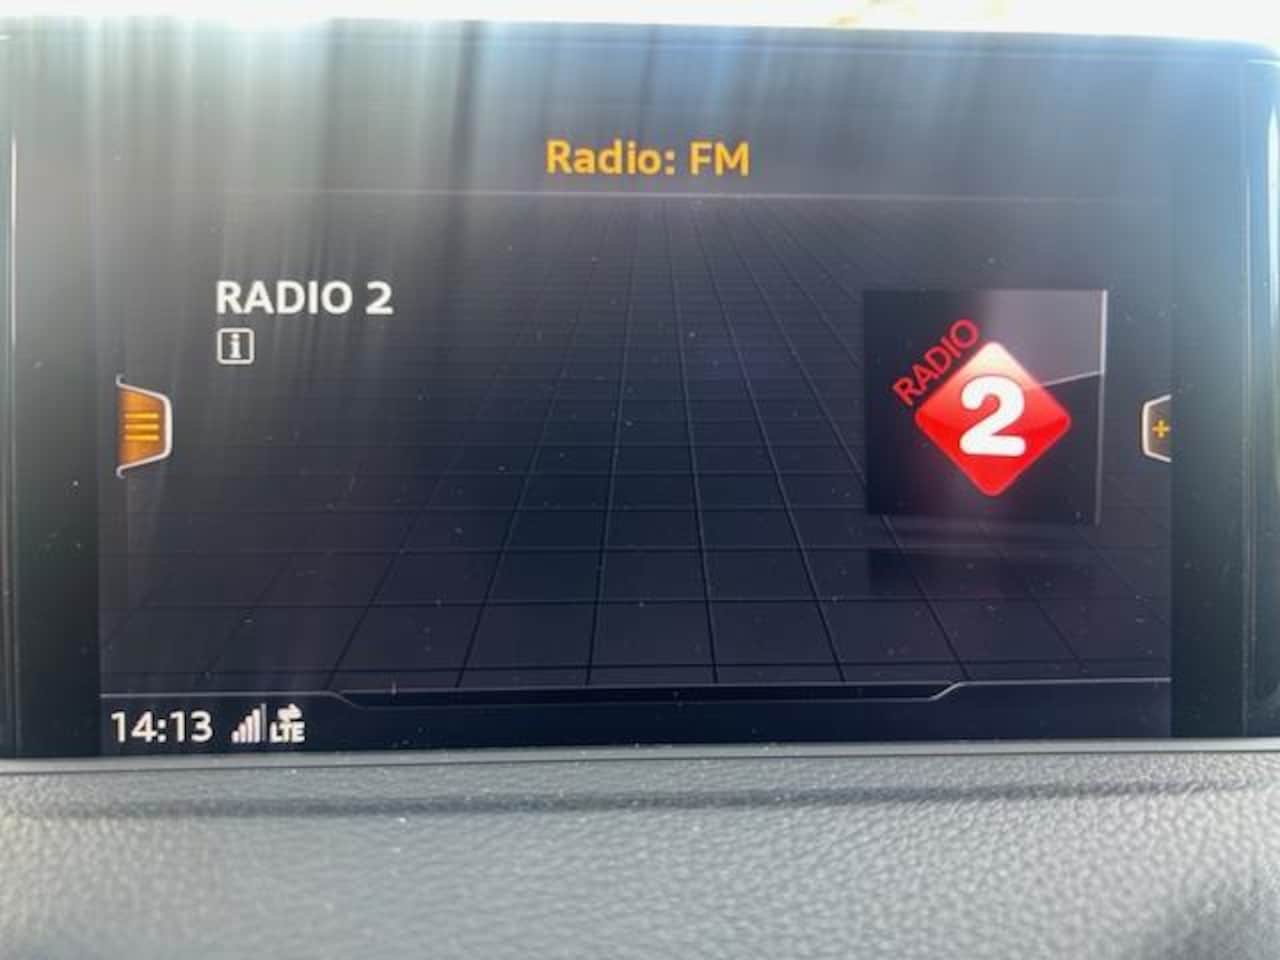 Radio: FM
RADIO 2
i
RADIO
2
+
14:13 LTE